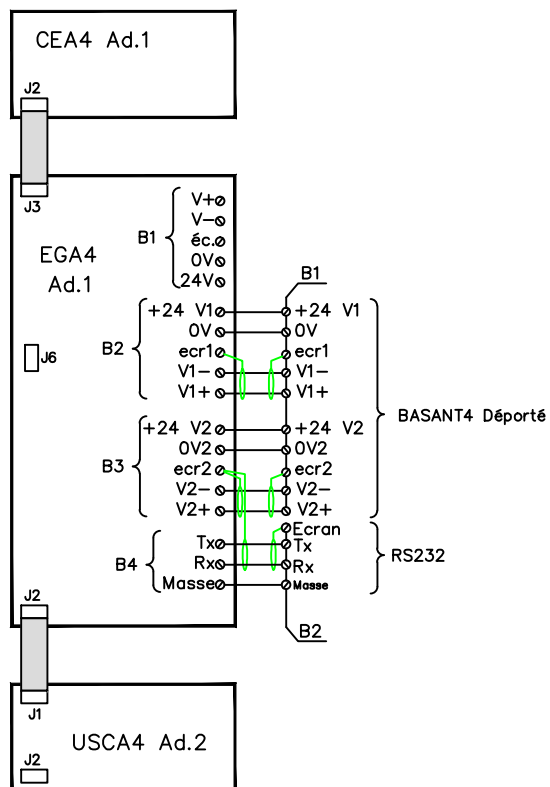 CEA4 Ad.1
J2
J3
EGA4
Ad.1
J6
B1
V+
V-
éc.
0V
24V
B2
+24 V1
0V
ecr1
V1-
V1+
B3
+24 V2
0V2
ecr2
V2-
V2+
B4
Tx
Rx
Masse
B1
+24 V1
0V
ecr1
V1-
V1+
+24 V2
0V2
ecr2
V2-
V2+
BASANT4 Déporté
Ecran
Tx
Rx
Masse
RS232
B2
J2
J1
USCA4 Ad.2
J2